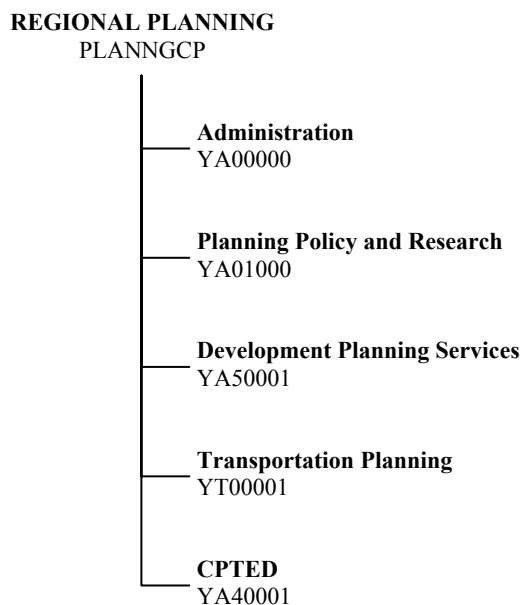 REGIONAL PLANNING
PLANNGCP
Administration
YA00000
Planning Policy and Research
YA01000
Development Planning Services
YA50001
Transportation Planning
YT00001
CPTED
YA40001